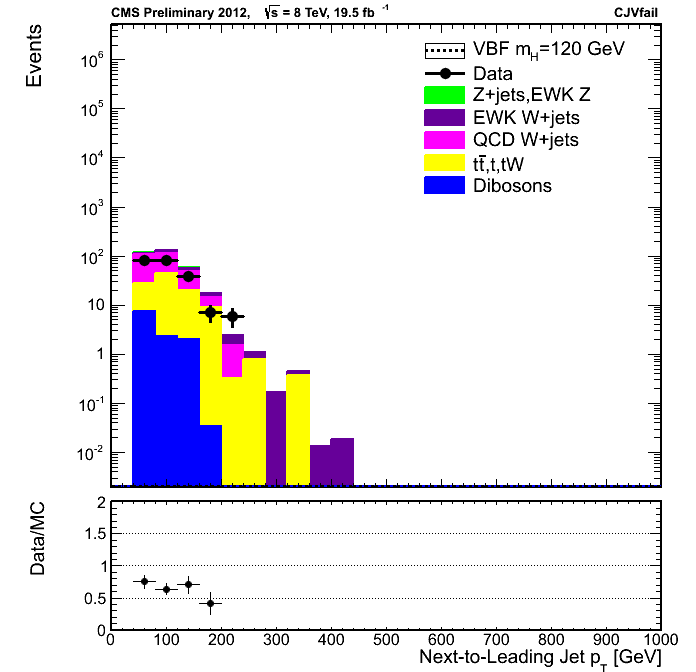 CMS Preliminary 2012, √s = 8 TeV, 19.5 fb⁻¹ CJVfail
Events
10⁶
10⁵
10⁴
10³
10²
10
1
10⁻¹
10⁻²
VBF m_H=120 GeV
Data
Z+jets,EWK Z
EWK W+jets
QCD W+jets
tt̅,t,tW
Dibosons
Data/MC
2
1.5
1
0.5
0
0 100 200 300 400 500 600 700 800 900 1000
Next-to-Leading Jet p_T [GeV]